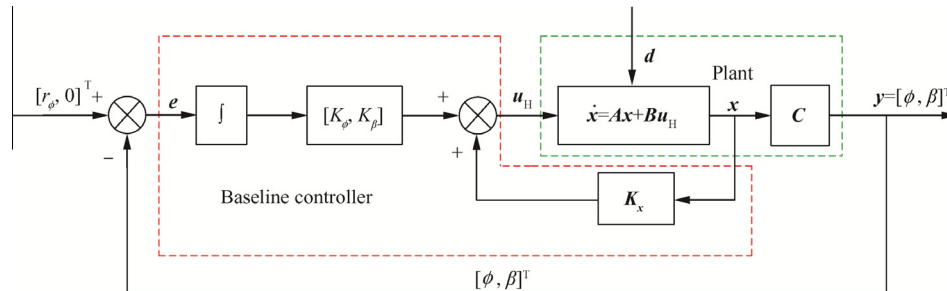 d
Plant
[r_ϕ, 0]^T +
e
∫
[K_ϕ, K_β]
+
u_H
ẋ=Ax+Bu_H
x
C
y=[ϕ, β]^T
−
+
Baseline controller
K_x
[ϕ, β]^T